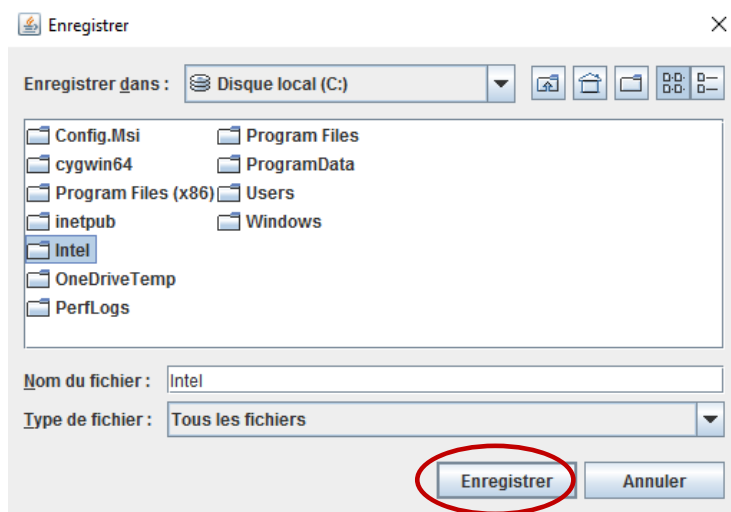 Enregistrer
Enregistrer dans : Disque local (C:)
Config.Msi Program Files
cygwin64 ProgramData
Program Files (x86) Users
inetpub Windows
Intel
OneDriveTemp
PerfLogs
Nom du fichier : Intel
Type de fichier : Tous les fichiers
Enregistrer Annuler